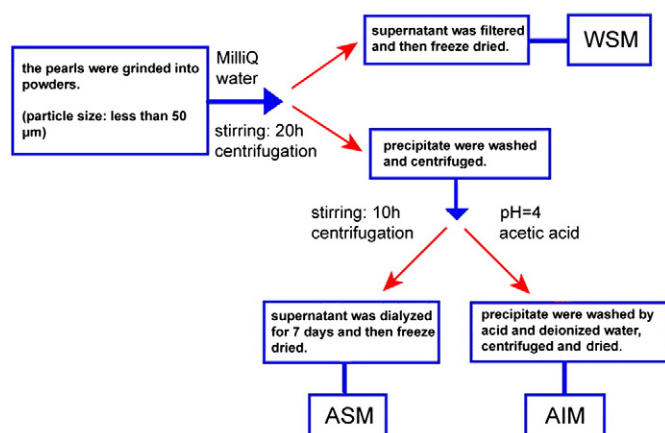 the pearls were grinded into
powders.
(particle size: less than 50
µm)
MilliQ
water
stirring: 20h
centrifugation
supernatant was filtered
and then freeze dried.
WSM
precipitate were washed
and centrifuged.
stirring: 10h
centrifugation
pH=4
acetic acid
supernatant was dialyzed
for 7 days and then freeze
dried.
precipitate were washed by
acid and deionized water,
centrifuged and dried.
ASM
AIM